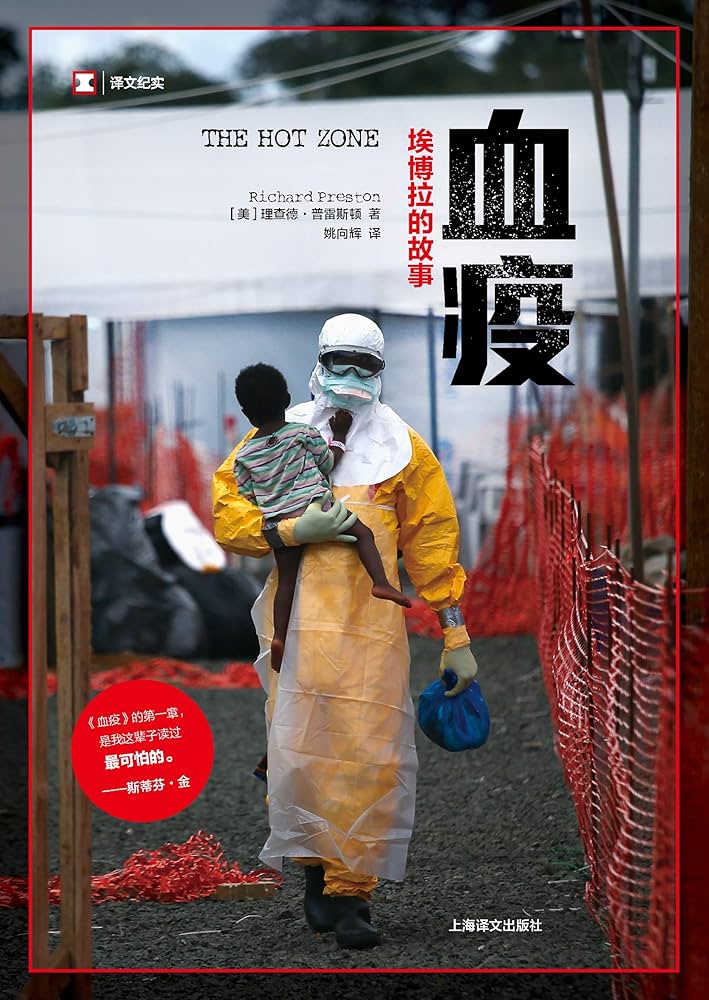 译文纪实
THE HOT ZONE
Richard Preston
［美］理查德·普雷斯顿 著
姚向辉 译
埃博拉的故事
血疫
《血疫》的第一章，
是我这辈子读过
最可怕的。
——斯蒂芬·金
上海译文出版社